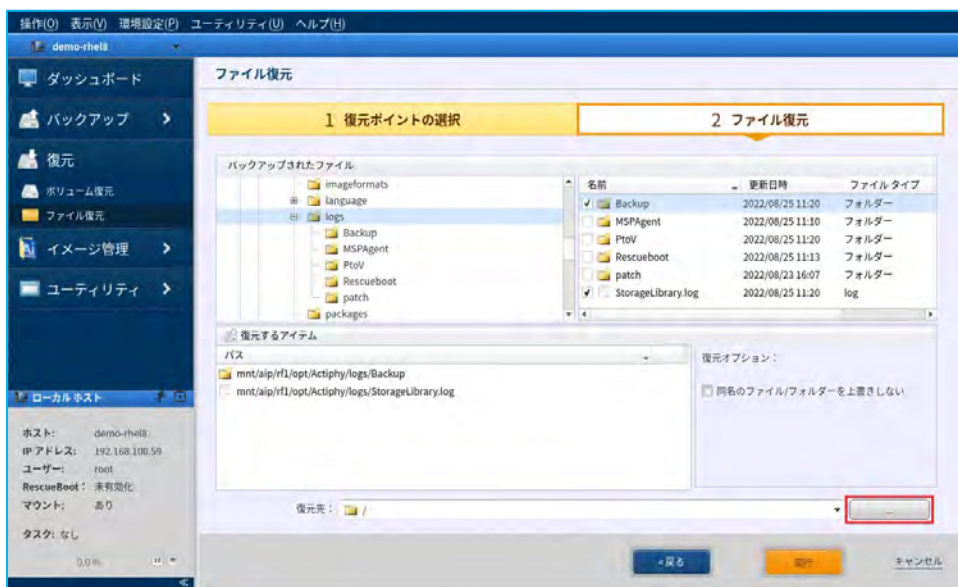 操作(O) 表示(V) 環境設定(P) ユーティリティ(U) ヘルプ(H)
demo-rhel8
ダッシュボード
バックアップ
復元
ボリューム復元
ファイル復元
イメージ管理
ユーティリティ
ローカルホスト
ホスト: demo-rhel8
IP アドレス: 192.168.100.59
ユーザー: root
RescueBoot: 未有効化
マウント: あり
タスク: なし
0.0 %
ファイル復元
1 復元ポイントの選択
2 ファイル復元
バックアップされたファイル
imageformats
language
logs
Backup
MSPAgent
PtoV
Rescueboot
patch
packages
名前 更新日時 ファイルタイプ
Backup 2022/08/25 11:20 フォルダー
MSPAgent 2022/08/25 11:10 フォルダー
PtoV 2022/08/25 11:20 フォルダー
Rescueboot 2022/08/25 11:13 フォルダー
patch 2022/08/23 16:07 フォルダー
StorageLibrary.log 2022/08/25 11:20 log
復元するアイテム
パス
mnt/aip/rf1/opt/Actiphy/logs/Backup
mnt/aip/rf1/opt/Actiphy/logs/StorageLibrary.log
復元オプション:
同名のファイル/フォルダーを上書きしない
復元先: /
...
<戻る
実行
キャンセル